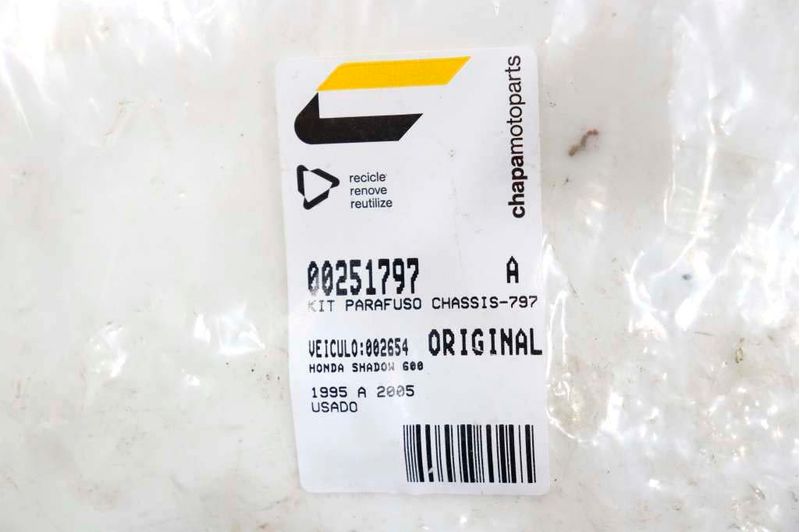 chapamotoparts
recicle
renove
reutilize
00251797 A
KIT PARAFUSO CHASSIS-797
VEICULO:002654 ORIGINAL
HONDA SHADOW 600
1995 A 2005
USADO